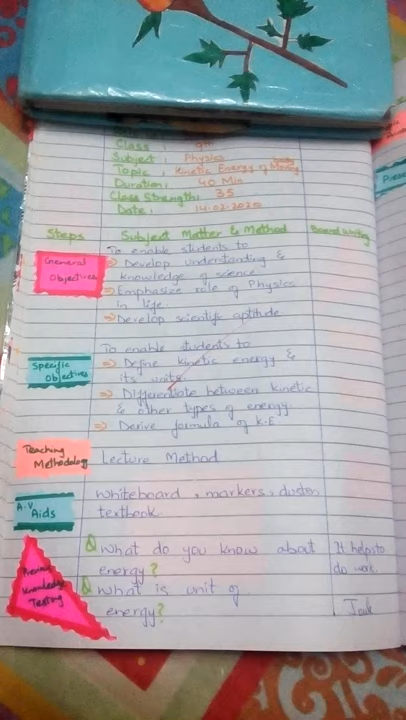 Class : 9th
Subject : Physics
Topic : Kinetic Energy of Moving
Duration : 40 Min
Class Strength : 35
Date : 14-02-2020
Steps Subject Matter & Method Board Writing
General Objectives
To enable students to
⇒ Develop understanding &
knowledge of science
⇒ Emphasize role of Physics
in life
⇒ Develop scientific aptitude
Specific Objectives
To enable students to
⇒ Define kinetic energy &
its units.
⇒ Differentiate between kinetic
& other types of energy
⇒ Derive formula of K.E
Teaching Methodology
Lecture Method
A.V Aids
Whiteboard, markers, duster,
textbook
Previous Knowledge Testing
Q What do you know about It helps to
energy? do work.
Q What is unit of
energy? Joule